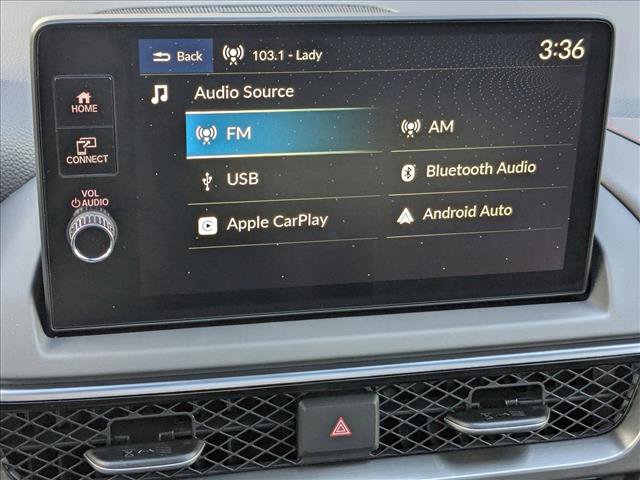 Back 103.1 - Lady 3:36
Audio Source
HOME
FM AM
CONNECT
USB Bluetooth Audio
VOL
AUDIO
Apple CarPlay Android Auto